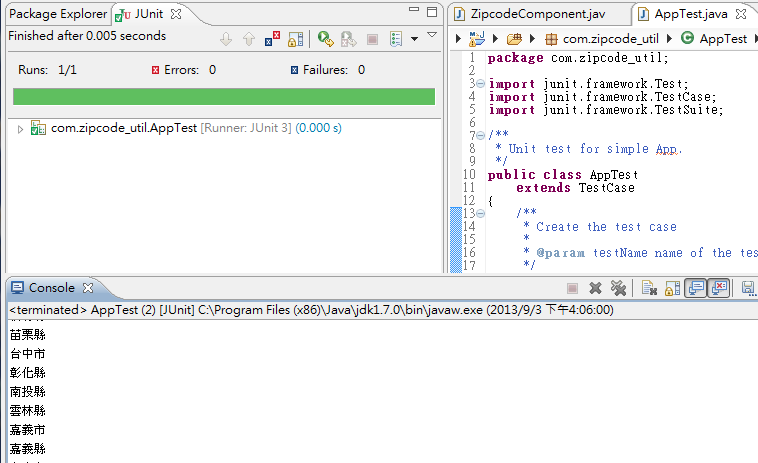 Package Explorer JUnit
Finished after 0.005 seconds
Runs: 1/1 Errors: 0 Failures: 0
com.zipcode_util.AppTest [Runner: JUnit 3] (0.000 s)
ZipcodeComponent.jav AppTest.java
com.zipcode_util AppTest
1 package com.zipcode_util;
2
3 import junit.framework.Test;
4 import junit.framework.TestCase;
5 import junit.framework.TestSuite;
6
7 /**
8 * Unit test for simple App.
9 */
10 public class AppTest
11 extends TestCase
12 {
13 /**
14 * Create the test case
15 *
16 * @param testName name of the tes
17 */
Console
<terminated> AppTest (2) [JUnit] C:\Program Files (x86)\Java\jdk1.7.0\bin\javaw.exe (2013/9/3 下午4:06:00)
苗栗縣
台中市
彰化縣
南投縣
雲林縣
嘉義市
嘉義縣